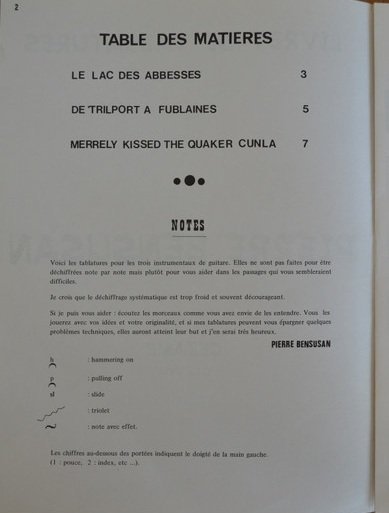 2
TABLE DES MATIERES
LE LAC DES ABBESSES 3
DE TRILPORT A FUBLAINES 5
MERRELY KISSED THE QUAKER CUNLA 7
NOTES
Voici les tablatures pour les trois instrumentaux de guitare. Elles ne sont pas faites pour être
déchiffrées note par note mais plutôt pour vous aider dans les passages qui vous sembleraient
difficiles.
Je crois que le déchiffrage systématique est trop froid et souvent décourageant.
Si je puis vous aider : écoutez les morceaux comme vous avez envie de les entendre. Vous les
jouerez avec vos idées et votre originalité, et si mes tablatures peuvent vous épargner quelques
problèmes techniques, elles auront atteint leur but et j'en serai très heureux.
PIERRE BENSUSAN
h : hammering on
p : pulling off
sl : slide
: triolet
: note avec effet.
Les chiffres au-dessous des portées indiquent le doigté de la main gauche.
(1 : pouce, 2 : index, etc ...).